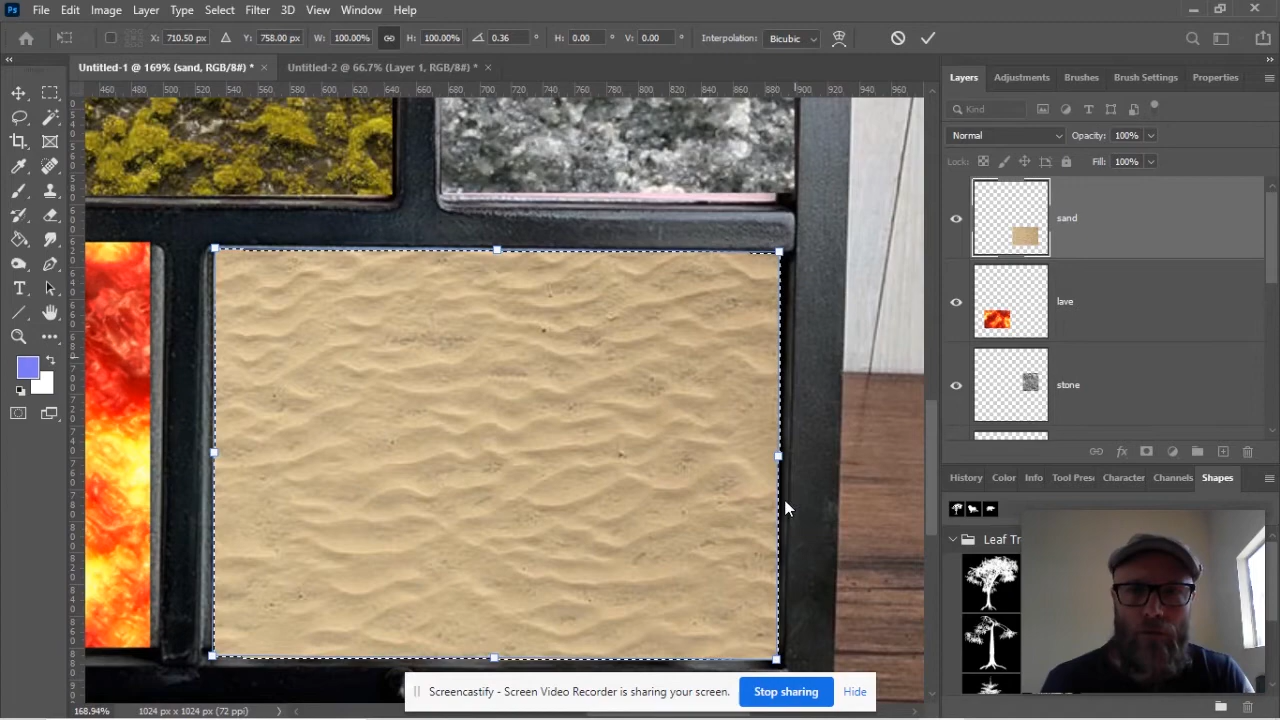 Ps File Edit Image Layer Type Select Filter 3D View Window Help
X: 710.50 px Y: 758.00 px W: 100.00% H: 100.00% 0.36 ° H: 0.00 ° V: 0.00 ° Interpolation: Bicubic
Untitled-1 @ 169% (sand, RGB/8#) * × Untitled-2 @ 66.7% (Layer 1, RGB/8#) * ×
460 480 500 520 540 560 580 600 620 640 660 680 700 720 740 760 780 800 820 840 860 880 900 920 940 960
Layers Adjustments Brushes Brush Settings Properties
Kind
Normal Opacity: 100%
Lock: Fill: 100%
sand
lave
stone
History Color Info Tool Pres Character Channels Shapes
Leaf Tr
Screencastify - Screen Video Recorder is sharing your screen. Stop sharing Hide
168.94% 1024 px x 1024 px (72 ppi)